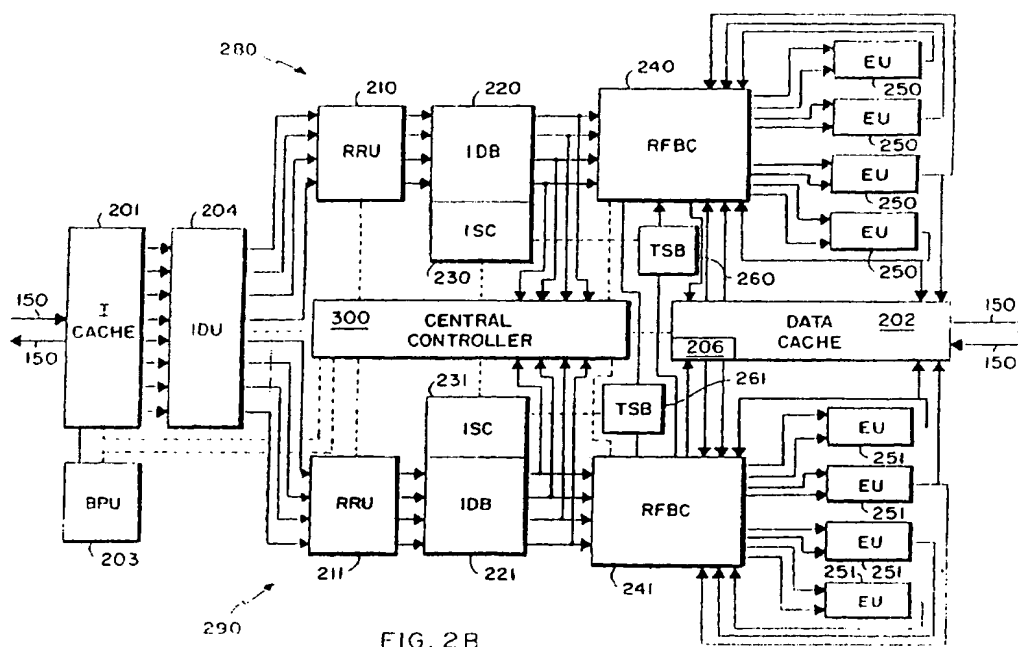 280
210
220
240
EU
250
RRU
IDB
RFBC
EU
250
201
204
EU
250
ISC
TSB
EU
250
230
260
150
I CACHE
IDU
300
CENTRAL CONTROLLER
DATA CACHE
202
206
150
150
150
231
261
ISC
TSB
EU
251
BPU
RRU
IDB
RFBC
EU
251
203
EU
251
251
211
221
241
EU
290
FIG. 2B